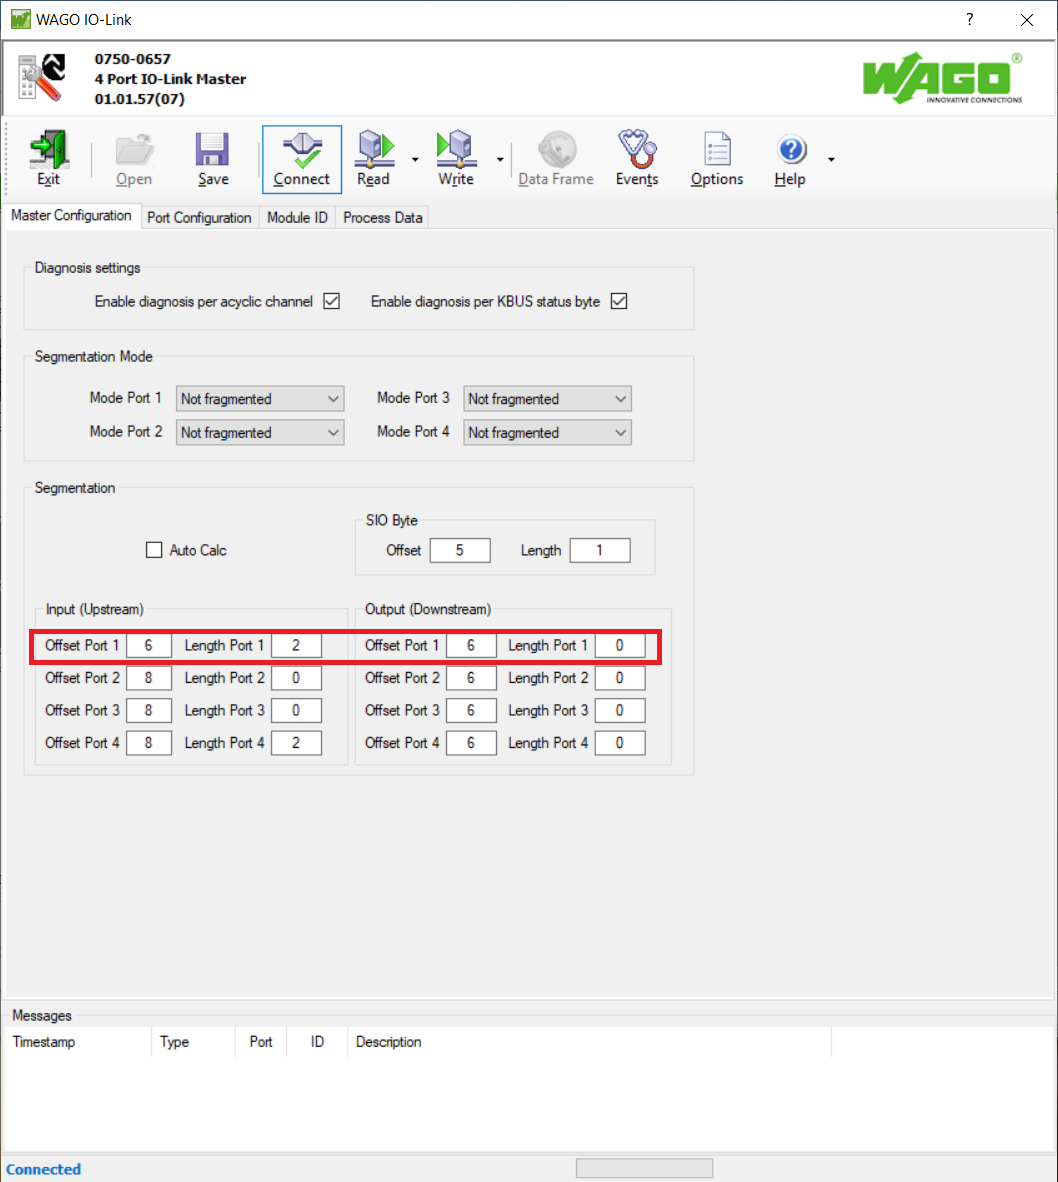 WAGO IO-Link
?
0750-0657
4 Port IO-Link Master
01.01.57(07)
WAGO®
INNOVATIVE CONNECTIONS
Exit Open Save Connect Read Write Data Frame Events Options Help
Master Configuration Port Configuration Module ID Process Data
Diagnosis settings
Enable diagnosis per acyclic channel Enable diagnosis per KBUS status byte
Segmentation Mode
Mode Port 1 Not fragmented Mode Port 3 Not fragmented
Mode Port 2 Not fragmented Mode Port 4 Not fragmented
Segmentation
SIO Byte
Auto Calc Offset 5 Length 1
Input (Upstream) Output (Downstream)
Offset Port 1 6 Length Port 1 2 Offset Port 1 6 Length Port 1 0
Offset Port 2 8 Length Port 2 0 Offset Port 2 6 Length Port 2 0
Offset Port 3 8 Length Port 3 0 Offset Port 3 6 Length Port 3 0
Offset Port 4 8 Length Port 4 2 Offset Port 4 6 Length Port 4 0
Messages
Timestamp Type Port ID Description
Connected